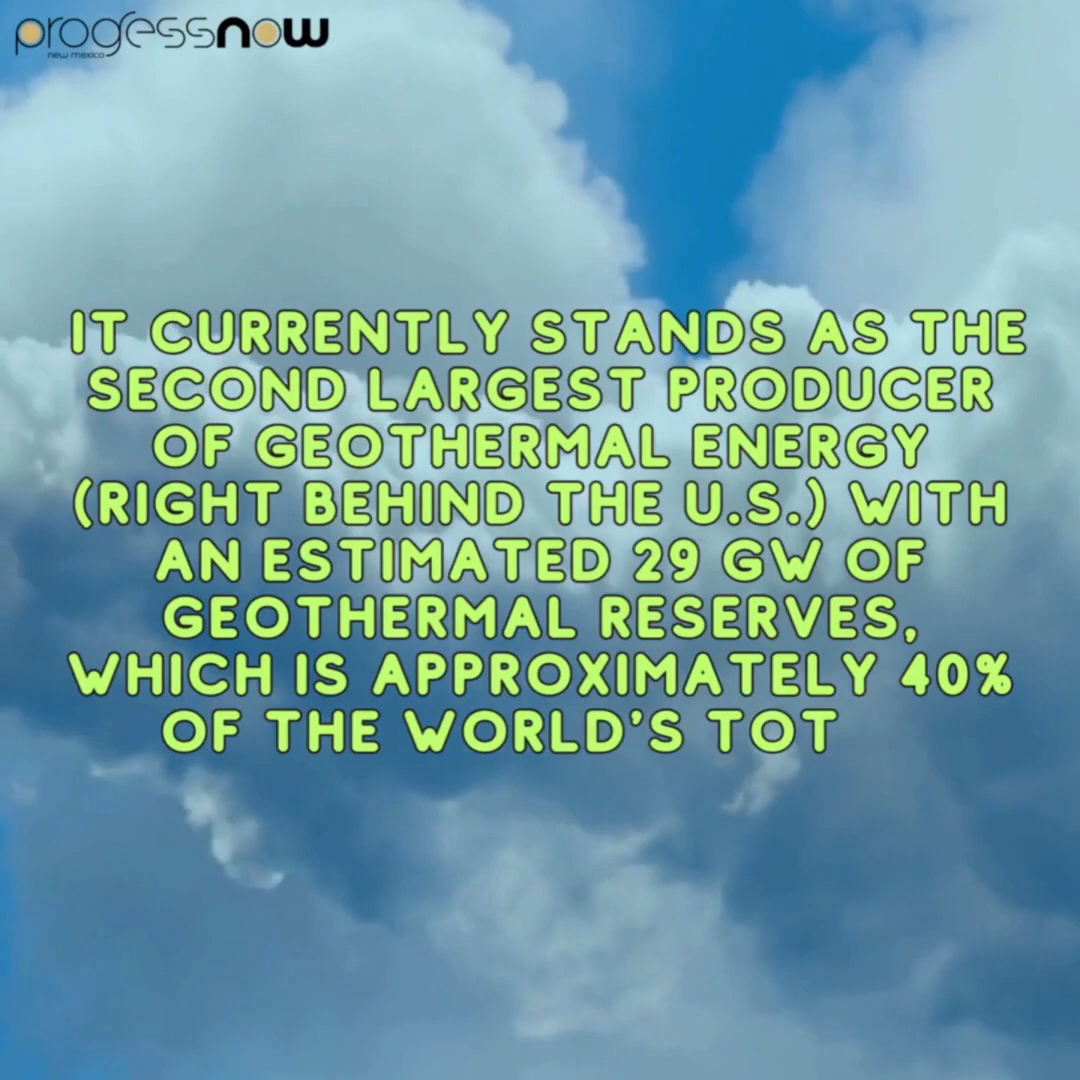 progressnow
new mexico
IT CURRENTLY STANDS AS THE
SECOND LARGEST PRODUCER
OF GEOTHERMAL ENERGY
(RIGHT BEHIND THE U.S.) WITH
AN ESTIMATED 29 GW OF
GEOTHERMAL RESERVES,
WHICH IS APPROXIMATELY 40%
OF THE WORLD'S TOT